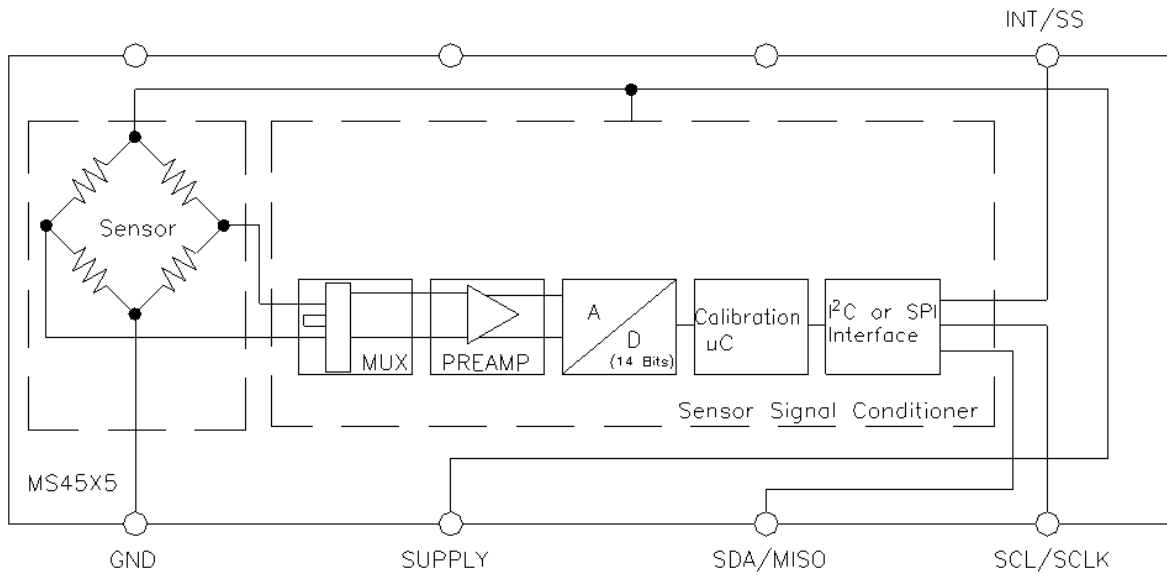 INT/SS
Sensor
MUX
PREAMP
A
D
(14 Bits)
Calibration
uC
I²C or SPI
Interface
Sensor Signal Conditioner
MS45X5
GND
SUPPLY
SDA/MISO
SCL/SCLK